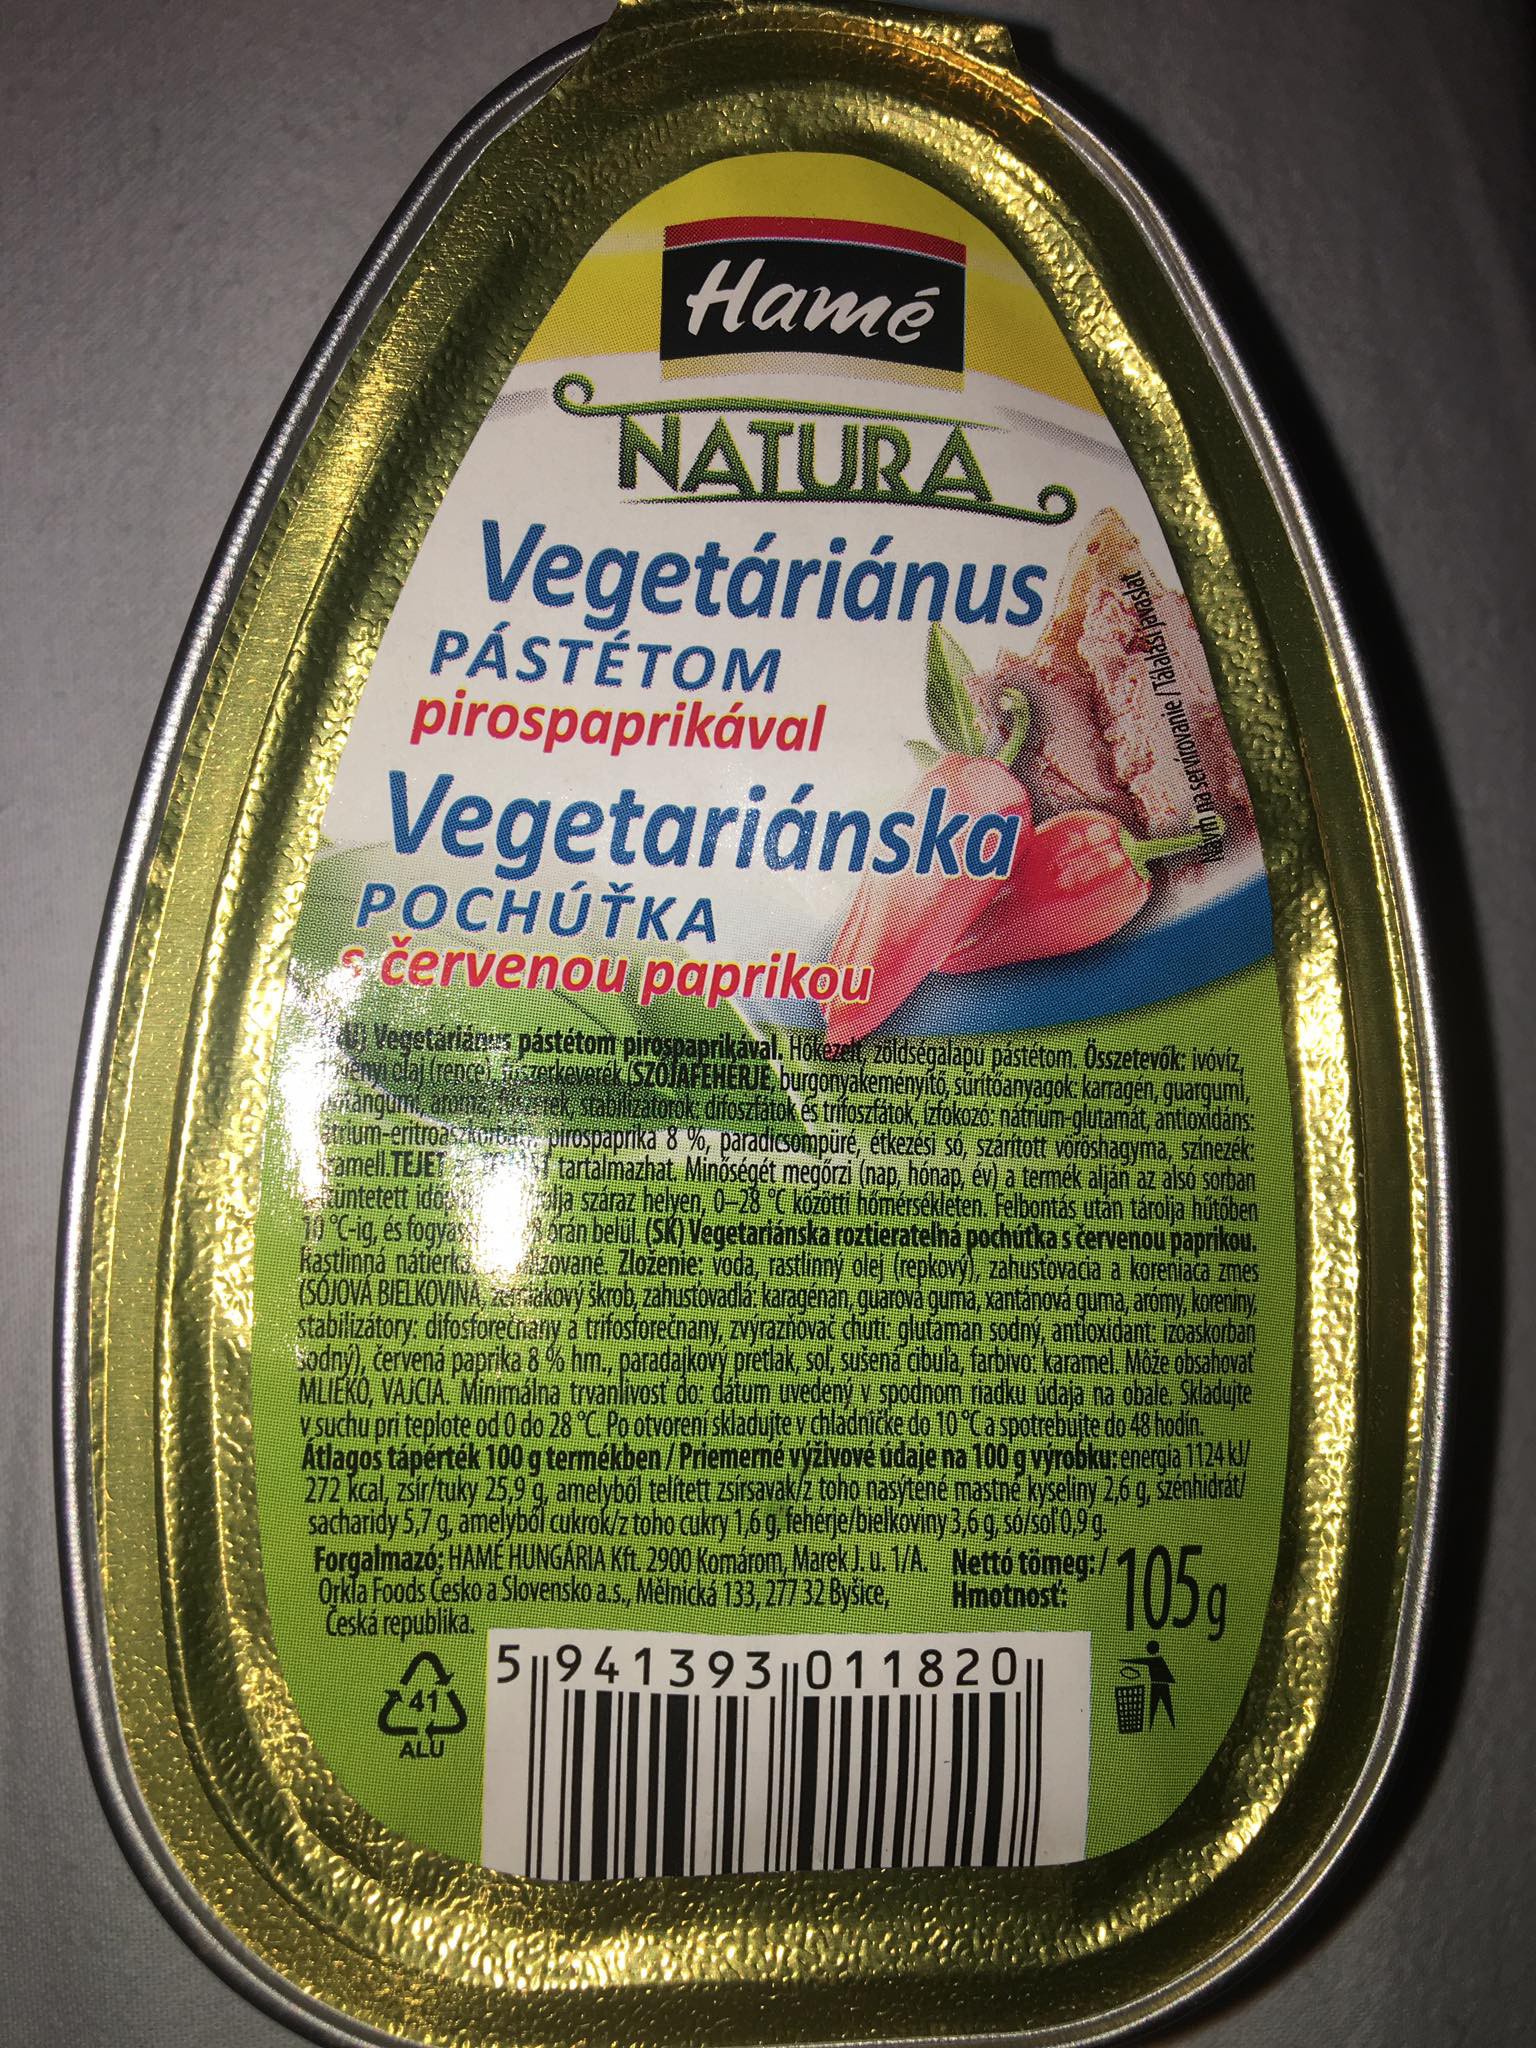 Hamé
NATURA
Vegetáriánus
PÁSTÉTOM
pirospaprikával
Vegetariánska
POCHÚŤKA
s červenou paprikou
Návrh na servírovanie / Tálalási javaslat
Vegetáriánus pástétom pirospaprikával. Hőkezelt, zöldségalapú pástétom. Összetevők: ivóvíz,
olaj (repce), fűszerkeverék (SZÓJAFEHÉRJE, burgonyakeményítő, sűrítőanyagok: karragén, guargumi,
aroma, fűszerek, stabilizátorok: difoszfátok és trifoszfátok, ízfokozó: nátrium-glutamát, antioxidáns:
pirospaprika 8 %, paradicsompüré, étkezési só, szárított vöröshagyma, színezék:
TEJET tartalmazhat. Minőségét megőrzi (nap, hónap, év) a termék alján az alsó sorban
száraz helyen, 0–28 °C közötti hőmérsékleten. Felbontás után tárolja hűtőben
10 °C-ig, és órán belül. (SK) Vegetariánska roztierateľná pochúťka s červenou paprikou.
Rastlinná Zloženie: voda, rastlinný olej (repkový), zahusťovacia a koreniaca zmes
(SÓJOVÁ BIELKOVINA, zemiakový škrob, zahusťovadlá: karagénan, guarová guma, xantánová guma, arómy, koreniny,
stabilizátory: difosforečnany a trifosforečnany, zvýrazňovač chuti: glutaman sodný, antioxidant: izoaskorban
sodný), červená paprika 8 % hm., paradajkový pretlak, soľ, sušená cibuľa, farbivo: karamel. Môže obsahovať
MLIEKO, VAJCIA. Minimálna trvanlivosť do: dátum uvedený v spodnom riadku údaja na obale. Skladujte
v suchu pri teplote od 0 do 28 °C. Po otvorení skladujte v chladničke do 10 °C a spotrebujte do 48 hodín.
Átlagos tápérték 100 g termékben / Priemerné výživové údaje na 100 g výrobku: energia 1124 kJ/
272 kcal, zsír/tuky 25,9 g, amelyből telített zsírsavak/z toho nasýtené mastné kyseliny 2,6 g, szénhidrát/
sacharidy 5,7 g, amelyből cukrok/z toho cukry 1,6 g, fehérje/bielkoviny 3,6 g, só/soľ 0,9 g.
Forgalmazó: HAMÉ HUNGÁRIA Kft. 2900 Komárom, Marek J. u. 1/A.
Orkla Foods Česko a Slovensko a.s., Mělnická 133, 277 32 Byšice,
Česká republika.
Nettó tömeg: /
Hmotnosť:
105 g
41
ALU
5 941393 011820